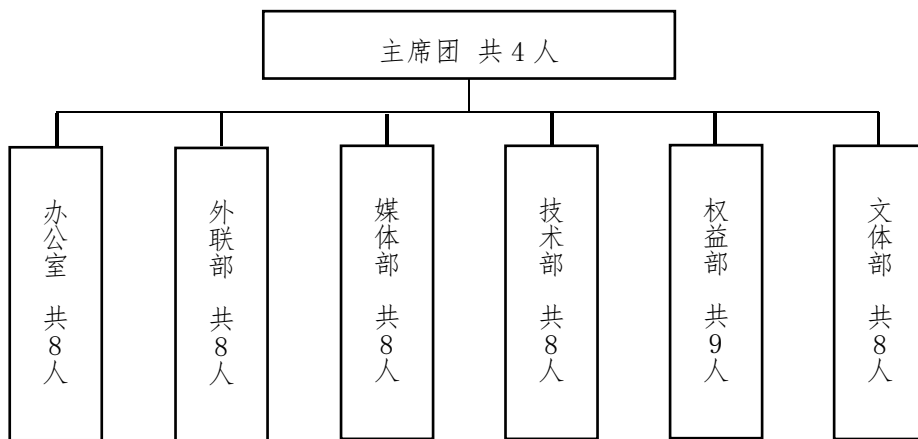 主席团 共4人
办公室 共8人
外联部 共8人
媒体部 共8人
技术部 共8人
权益部 共9人
文体部 共8人